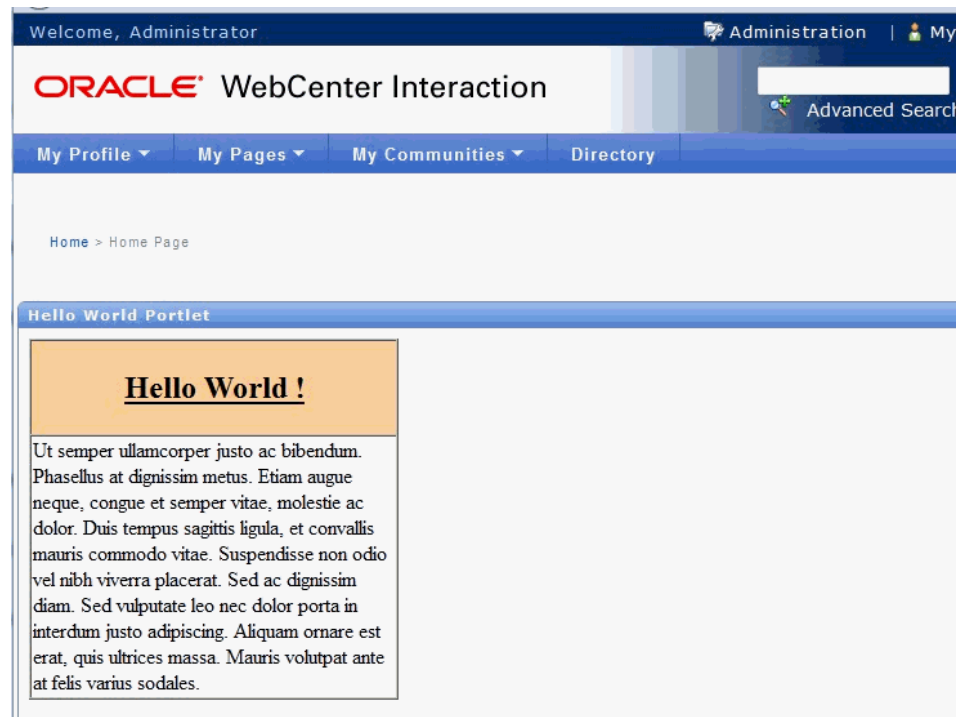 Welcome, Administrator
Administration | My
ORACLE WebCenter Interaction
Advanced Search
My Profile My Pages My Communities Directory
Home > Home Page
Hello World Portlet
Hello World !
Ut semper ullamcorper justo ac bibendum.
Phasellus at dignissim metus. Etiam augue
neque, congue et semper vitae, molestie ac
dolor. Duis tempus sagittis ligula, et convallis
mauris commodo vitae. Suspendisse non odio
vel nibh viverra placerat. Sed ac dignissim
diam. Sed vulputate leo nec dolor porta in
interdum justo adipiscing. Aliquam ornare est
erat, quis ultrices massa. Mauris volutpat ante
at felis varius sodales.